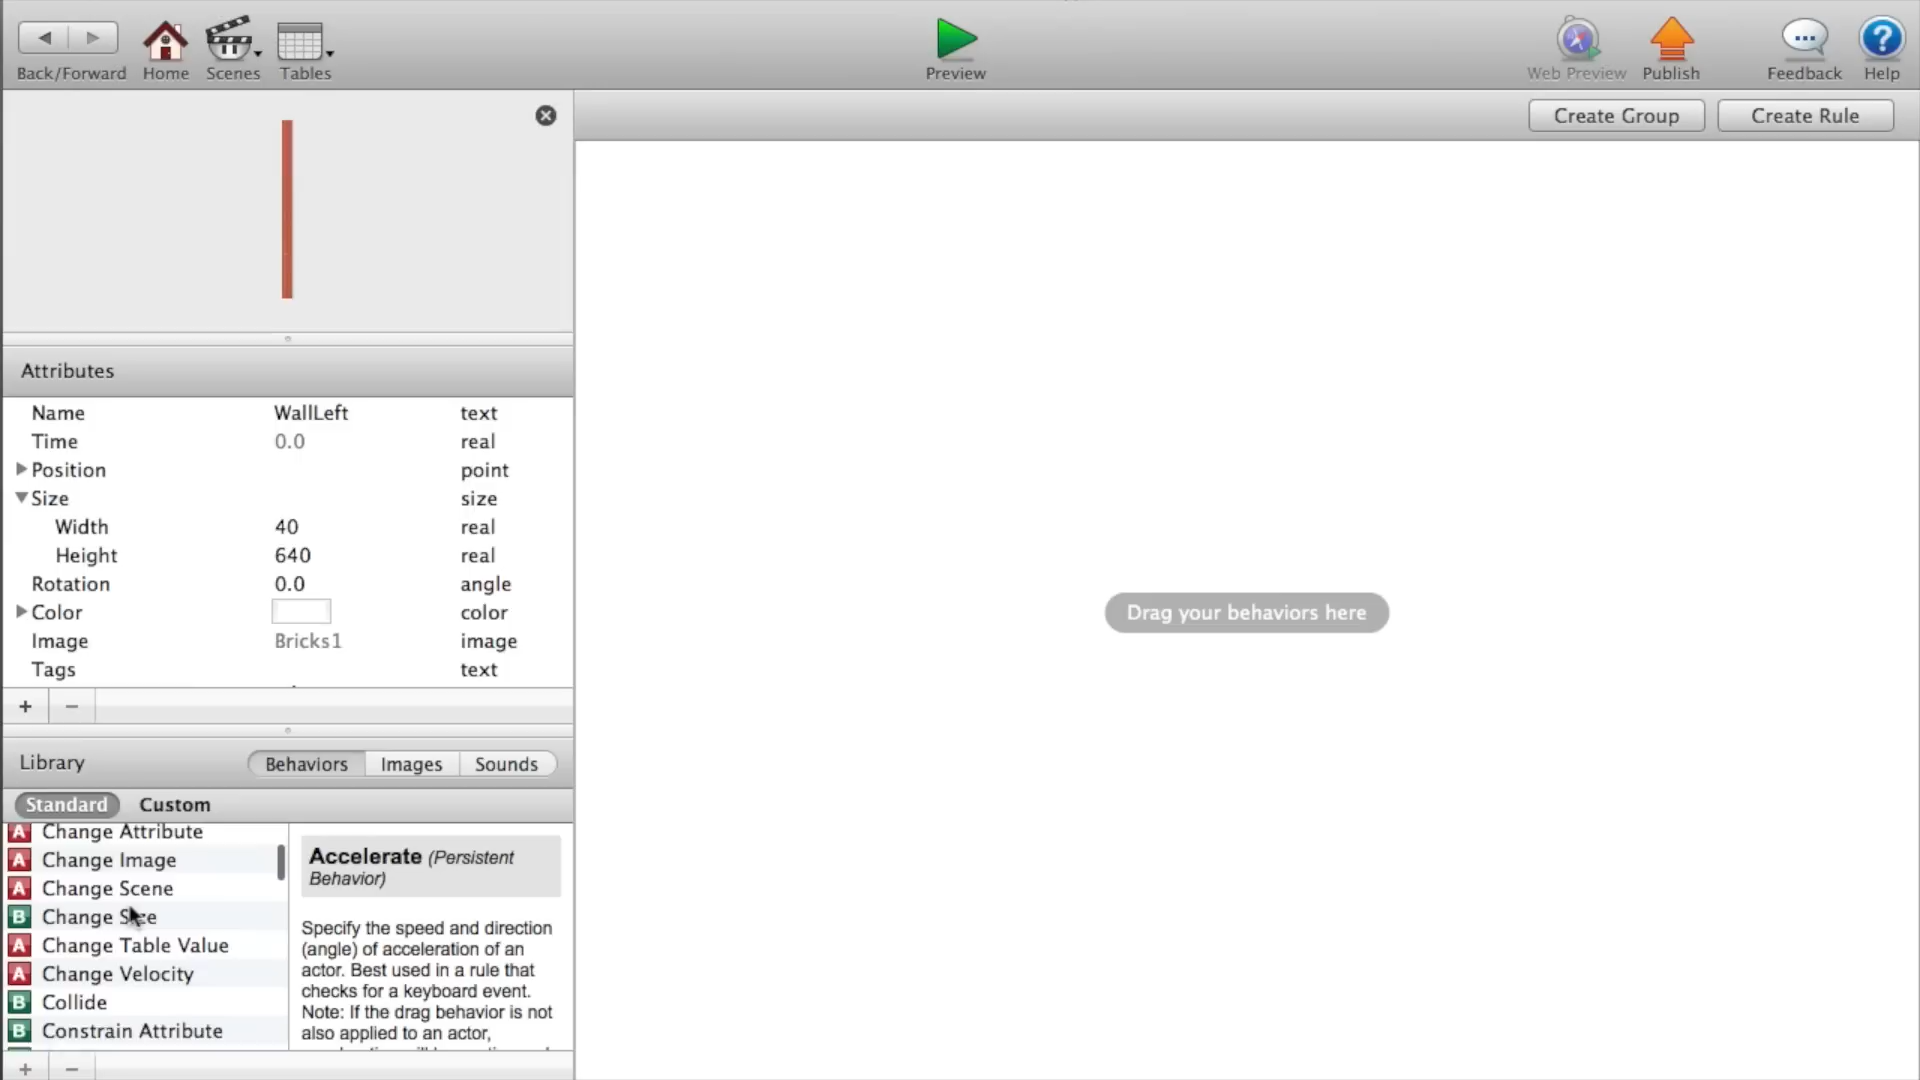 Back/Forward
Home
Scenes
Tables
Preview
Web Preview
Publish
Feedback
Help
Create Group
Create Rule
Attributes
Name WallLeft text
Time 0.0 real
Position point
Size size
Width 40 real
Height 640 real
Rotation 0.0 angle
Color color
Image Bricks1 image
Tags text
+ −
Library
Behaviors
Images
Sounds
Standard
Custom
A Change Attribute
A Change Image
A Change Scene
B Change Size
A Change Table Value
A Change Velocity
B Collide
B Constrain Attribute
Accelerate (Persistent
Behavior)
Specify the speed and direction
(angle) of acceleration of an
actor. Best used in a rule that
checks for a keyboard event.
Note: If the drag behavior is not
also applied to an actor,
+ −
Drag your behaviors here